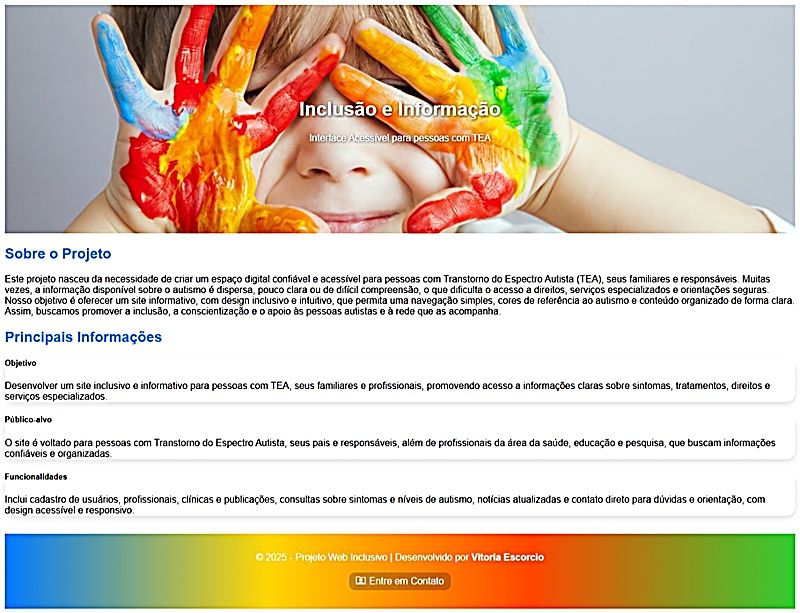 Inclusão e Informação
Interface Acessível para pessoas com TEA
Sobre o Projeto
Este projeto nasceu da necessidade de criar um espaço digital confiável e acessível para pessoas com Transtorno do Espectro Autista (TEA), seus familiares e responsáveis. Muitas
vezes, a informação disponível sobre o autismo é dispersa, pouco clara ou de difícil compreensão, o que dificulta o acesso a direitos, serviços especializados e orientações seguras.
Nosso objetivo é oferecer um site informativo, com design inclusivo e intuitivo, que permita uma navegação simples, cores de referência ao autismo e conteúdo organizado de forma clara.
Assim, buscamos promover a inclusão, a conscientização e o apoio às pessoas autistas e à rede que as acompanha.
Principais Informações
Objetivo
Desenvolver um site inclusivo e informativo para pessoas com TEA, seus familiares e profissionais, promovendo acesso a informações claras sobre sintomas, tratamentos, direitos e
serviços especializados.
Público-alvo
O site é voltado para pessoas com Transtorno do Espectro Autista, seus pais e responsáveis, além de profissionais da área da saúde, educação e pesquisa, que buscam informações
confiáveis e organizadas.
Funcionalidades
Inclui cadastro de usuários, profissionais, clínicas e publicações, consultas sobre sintomas e níveis de autismo, notícias atualizadas e contato direto para dúvidas e orientação, com
design acessível e responsivo.
© 2025 - Projeto Web Inclusivo | Desenvolvido por Vitoria Escorcio
Entre em Contato